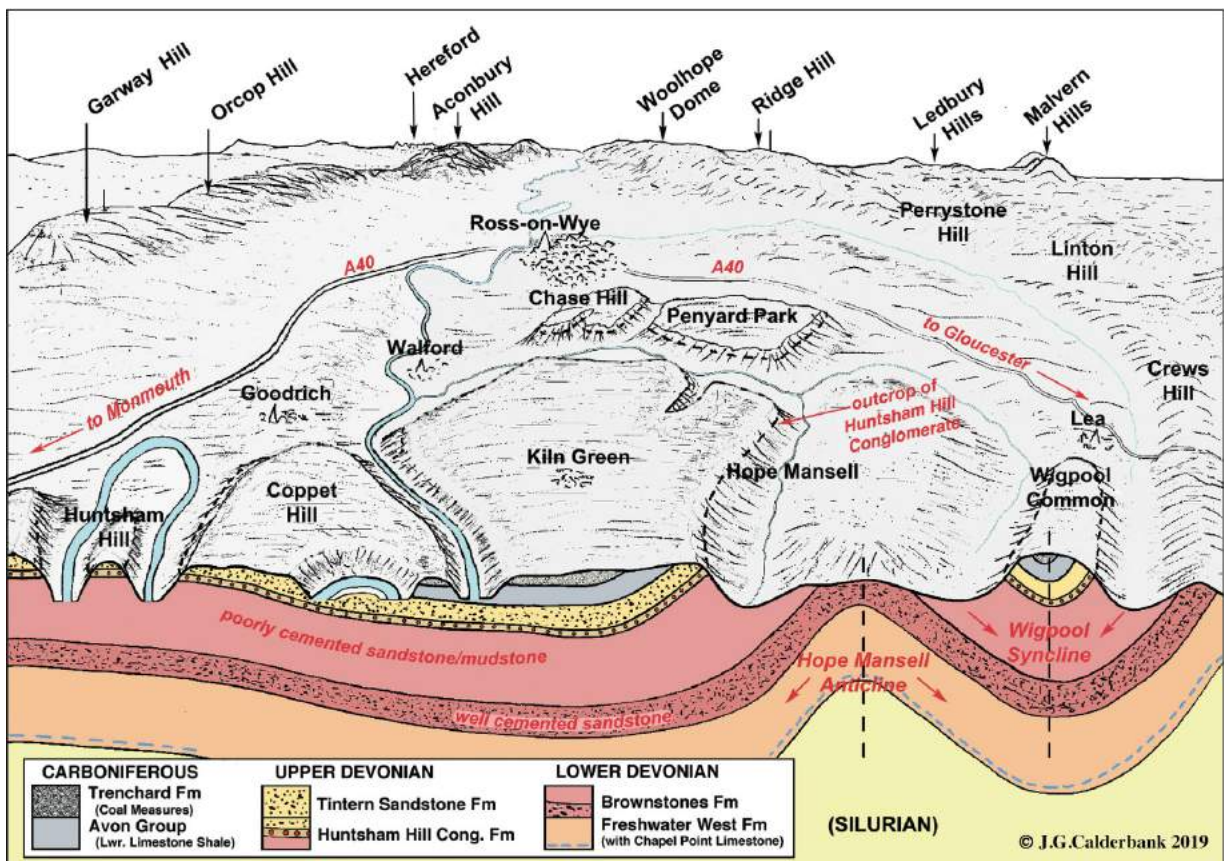 Garway Hill
Orcop Hill
Hereford
Aconbury
Hill
Woolhope
Dome
Ridge Hill
Ledbury
Hills
Malvern
Hills
Ross-on-Wye
Perrystone
Hill
Linton
Hill
A40
A40
Chase Hill
Penyard Park
Walford
to Gloucester
Crews
Hill
to Monmouth
Goodrich
outcrop of
Huntsham Hill
Conglomerate
Lea
Kiln Green
Hope Mansell
Wigpool
Common
Coppet
Hill
Huntsham
Hill
poorly cemented sandstone/mudstone
well cemented sandstone
Hope Mansell
Anticline
Wigpool
Syncline
CARBONIFEROUS
Trenchard Fm
(Coal Measures)
Avon Group
(Lwr. Limestone Shale)
UPPER DEVONIAN
Tintern Sandstone Fm
Huntsham Hill Cong. Fm
LOWER DEVONIAN
Brownstones Fm
Freshwater West Fm
(with Chapel Point Limestone)
(SILURIAN)
© J.G.Calderbank 2019